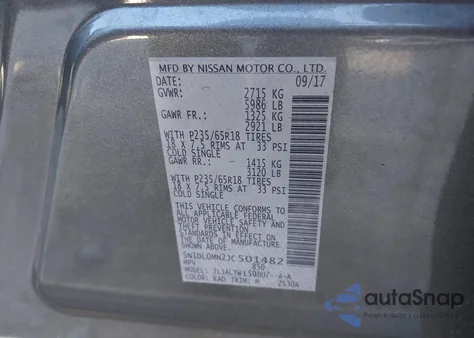 MFD BY NISSAN MOTOR CO., LTD.
DATE: 09/17
GVWR: 2715 KG
5986 LB
GAWR FR.: 1325 KG
2921 LB
WITH P235/65R18 TIRES
18 X 7.5 RIMS AT 33 PSI
COLD SINGLE
GAWR RR.: 1415 KG
3120 LB
WITH P235/65R18 TIRES
18 X 7.5 RIMS AT 33 PSI
COLD SINGLE
THIS VEHICLE CONFORMS TO ALL
APPLICABLE FEDERAL
MOTOR VEHICLE SAFETY
AND THEFT PREVENTION
STANDARDS IN EFFECT
ON THE DATE OF MANUFACTURE
SHOWN ABOVE.
5N1DL0MN2JC501482
MPV 850
MODEL:
COLOR: KAD TRIM: M 2530A
autoSnap